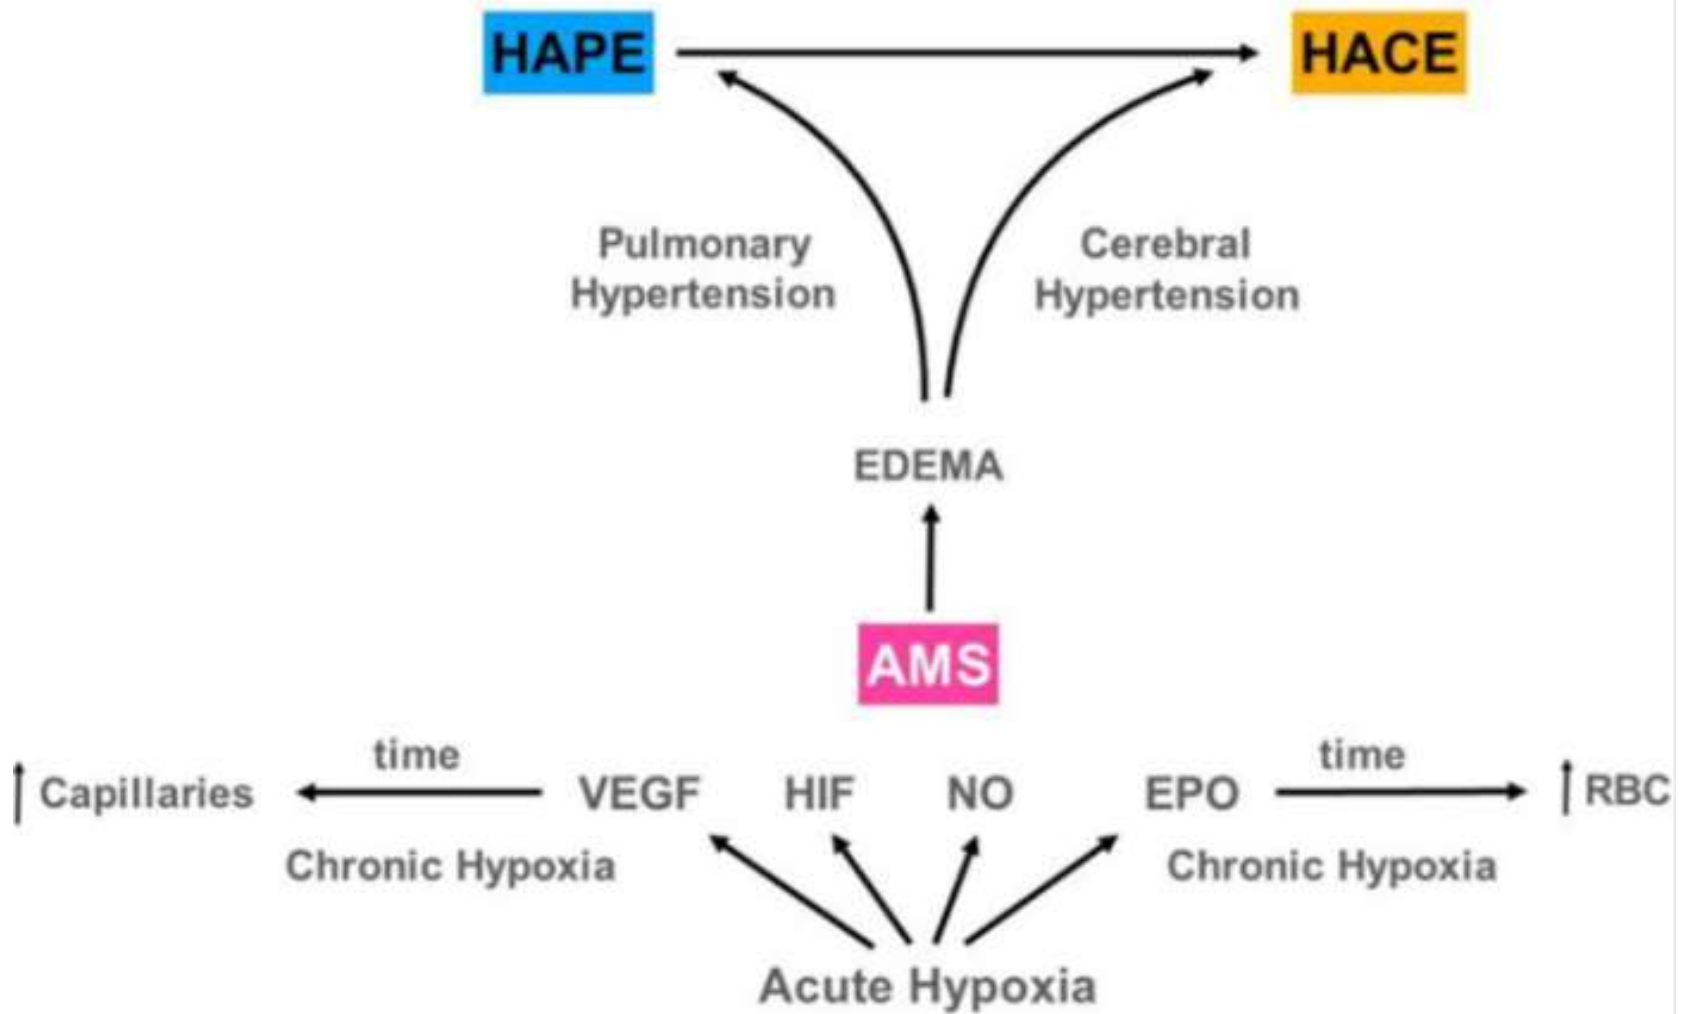 HAPE
HACE
Pulmonary
Hypertension
Cerebral
Hypertension
EDEMA
AMS
time
time
Capillaries
VEGF
HIF
NO
EPO
RBC
Chronic Hypoxia
Chronic Hypoxia
Acute Hypoxia